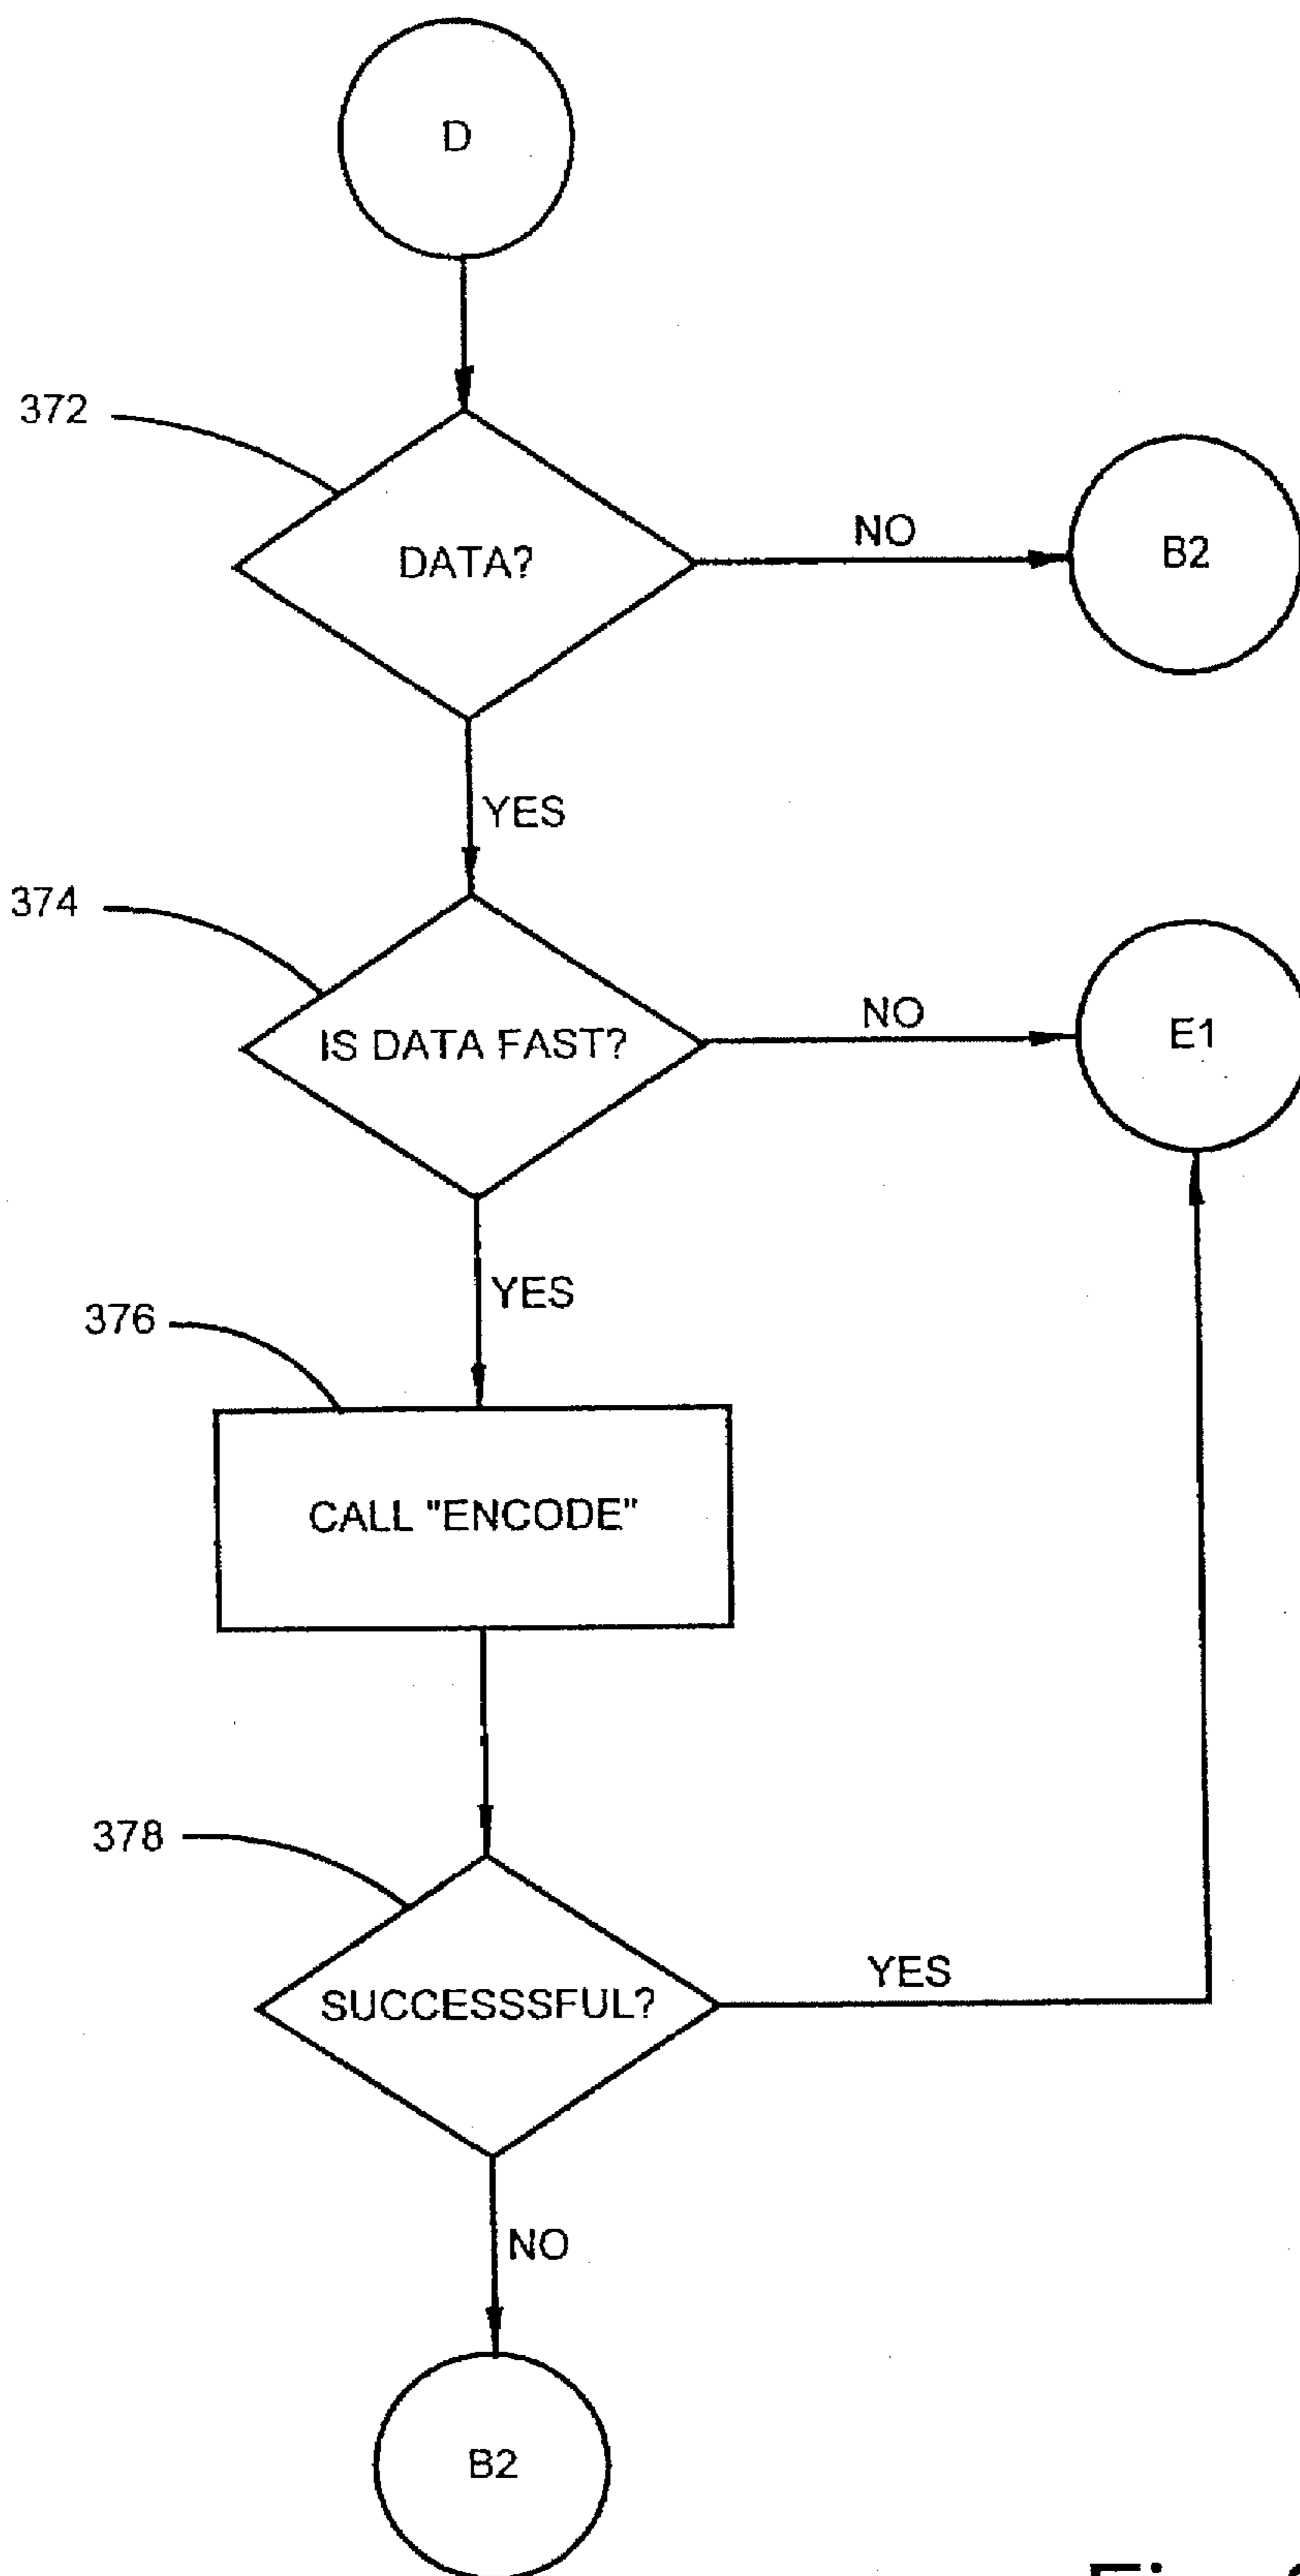 D
372
DATA?
NO
B2
YES
374
IS DATA FAST?
NO
E1
YES
376
CALL "ENCODE"
378
SUCCESSSFUL?
YES
NO
B2